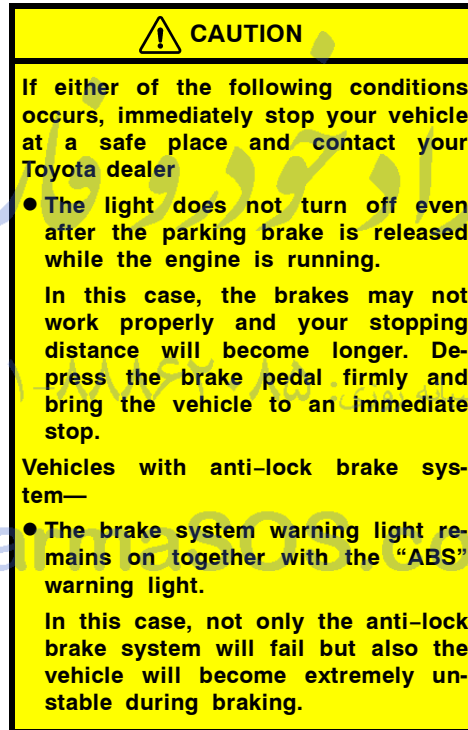 CAUTION
If either of the following conditions
occurs, immediately stop your vehicle
at a safe place and contact your
Toyota dealer
● The light does not turn off even
after the parking brake is released
while the engine is running.
In this case, the brakes may not
work properly and your stopping
distance will become longer. De-
press the brake pedal firmly and
bring the vehicle to an immediate
stop.
Vehicles with anti–lock brake sys-
tem—
● The brake system warning light re-
mains on together with the “ABS”
warning light.
In this case, not only the anti–lock
brake system will fail but also the
vehicle will become extremely un-
stable during braking.